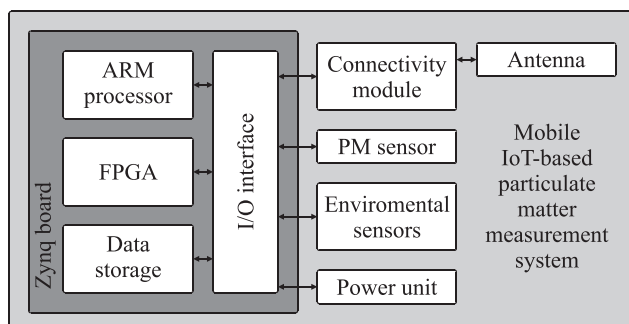 ARM
processor
FPGA
Data
storage
Zynq board
I/O interface
Connectivity
module
Antenna
PM sensor
Enviromental
sensors
Power unit
Mobile
IoT-based
particulate
matter
measurement
system